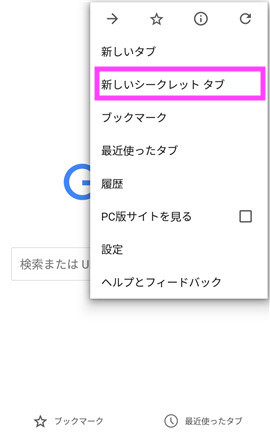 新しいタブ
新しいシークレット タブ
ブックマーク
最近使ったタブ
履歴
PC版サイトを見る
設定
ヘルプとフィードバック
G
検索または U
ブックマーク
最近使ったタブ